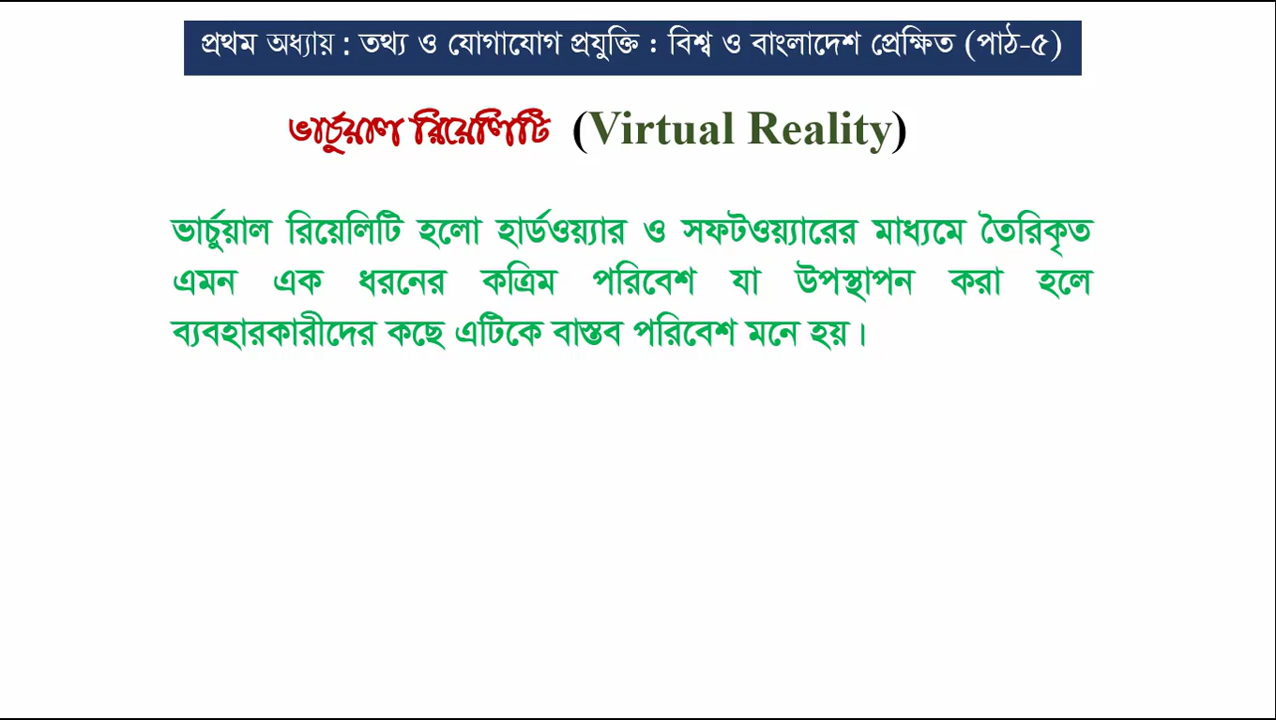 প্রথম অধ্যায় : তথ্য ও যোগাযোগ প্রযুক্তি : বিশ্ব ও বাংলাদেশ প্রেক্ষিত (পাঠ-৫)
ভার্চুয়াল রিয়েলিটি (Virtual Reality)
ভার্চুয়াল রিয়েলিটি হলো হার্ডওয়্যার ও সফটওয়্যারের মাধ্যমে তৈরিকৃত
এমন এক ধরনের কত্রিম পরিবেশ যা উপস্থাপন করা হলে
ব্যবহারকারীদের কছে এটিকে বাস্তব পরিবেশ মনে হয়।